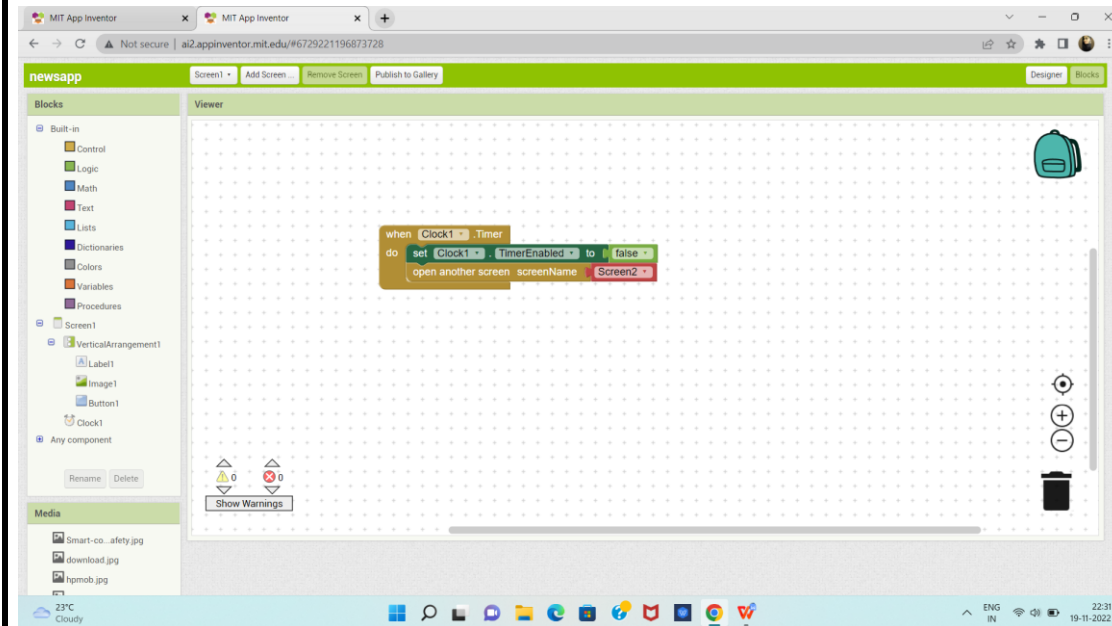 MIT App Inventor
MIT App Inventor
Not secure | ai2.appinventor.mit.edu/#6729221196873728
newsapp
Screen1
Add Screen ...
Remove Screen
Publish to Gallery
Designer
Blocks
Blocks
Viewer
Built-in
Control
Logic
Math
Text
Lists
Dictionaries
Colors
Variables
Procedures
Screen1
VerticalArrangement1
Label1
Image1
Button1
Clock1
Any component
Rename
Delete
when Clock1 .Timer
do set Clock1 . TimerEnabled to false
open another screen screenName Screen2
0
0
Show Warnings
Media
Smart-co...afety.jpg
download.jpg
hpmob.jpg
23°C
Cloudy
ENG
IN
22:31
19-11-2022